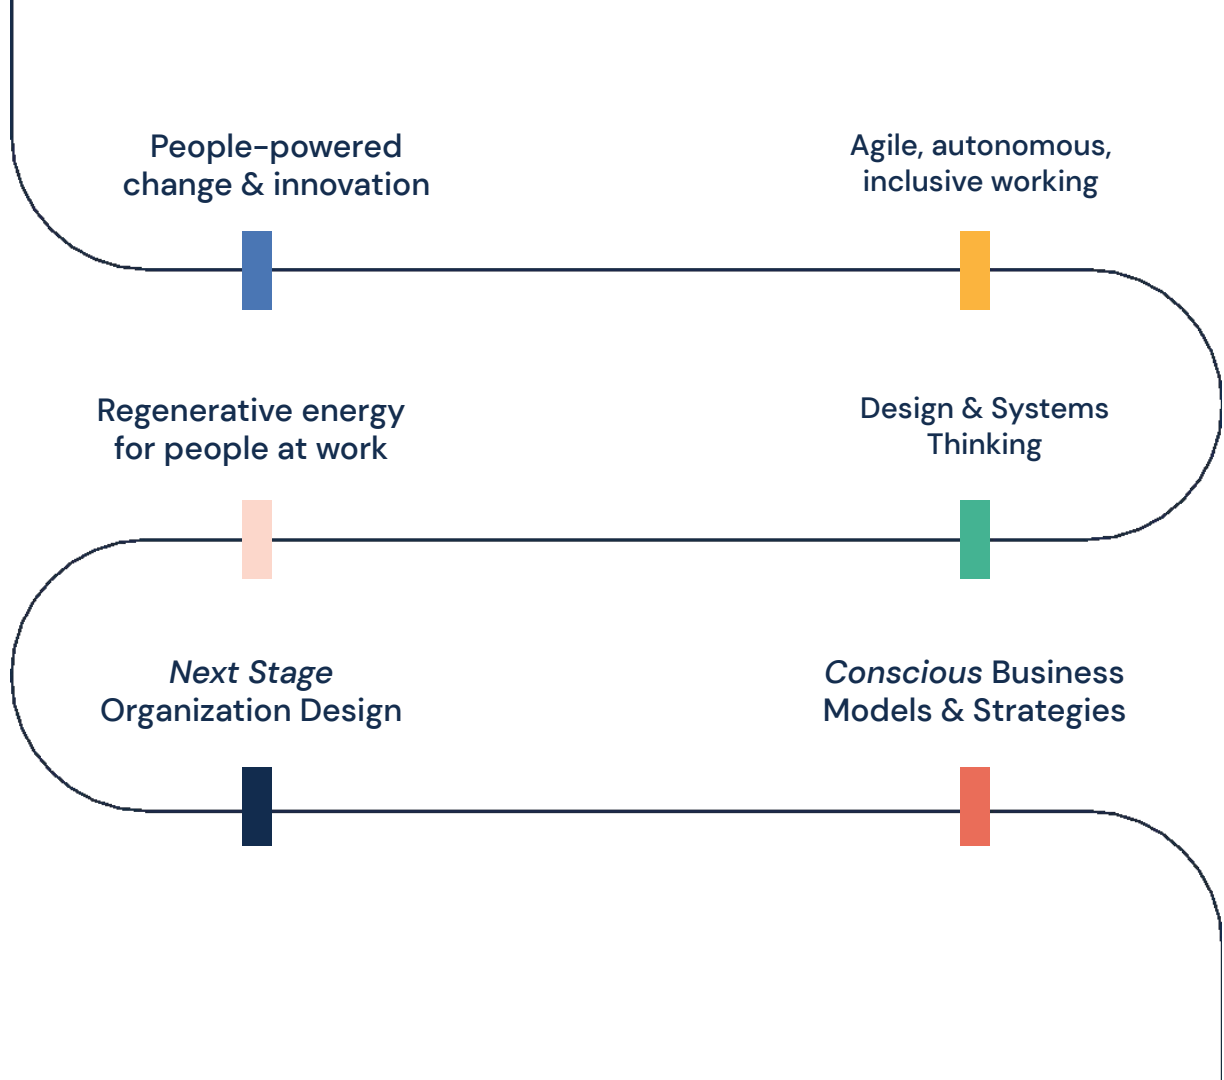 People-powered
change & innovation
Agile, autonomous,
inclusive working
Regenerative energy
for people at work
Design & Systems
Thinking
Next Stage
Organization Design
Conscious Business
Models & Strategies